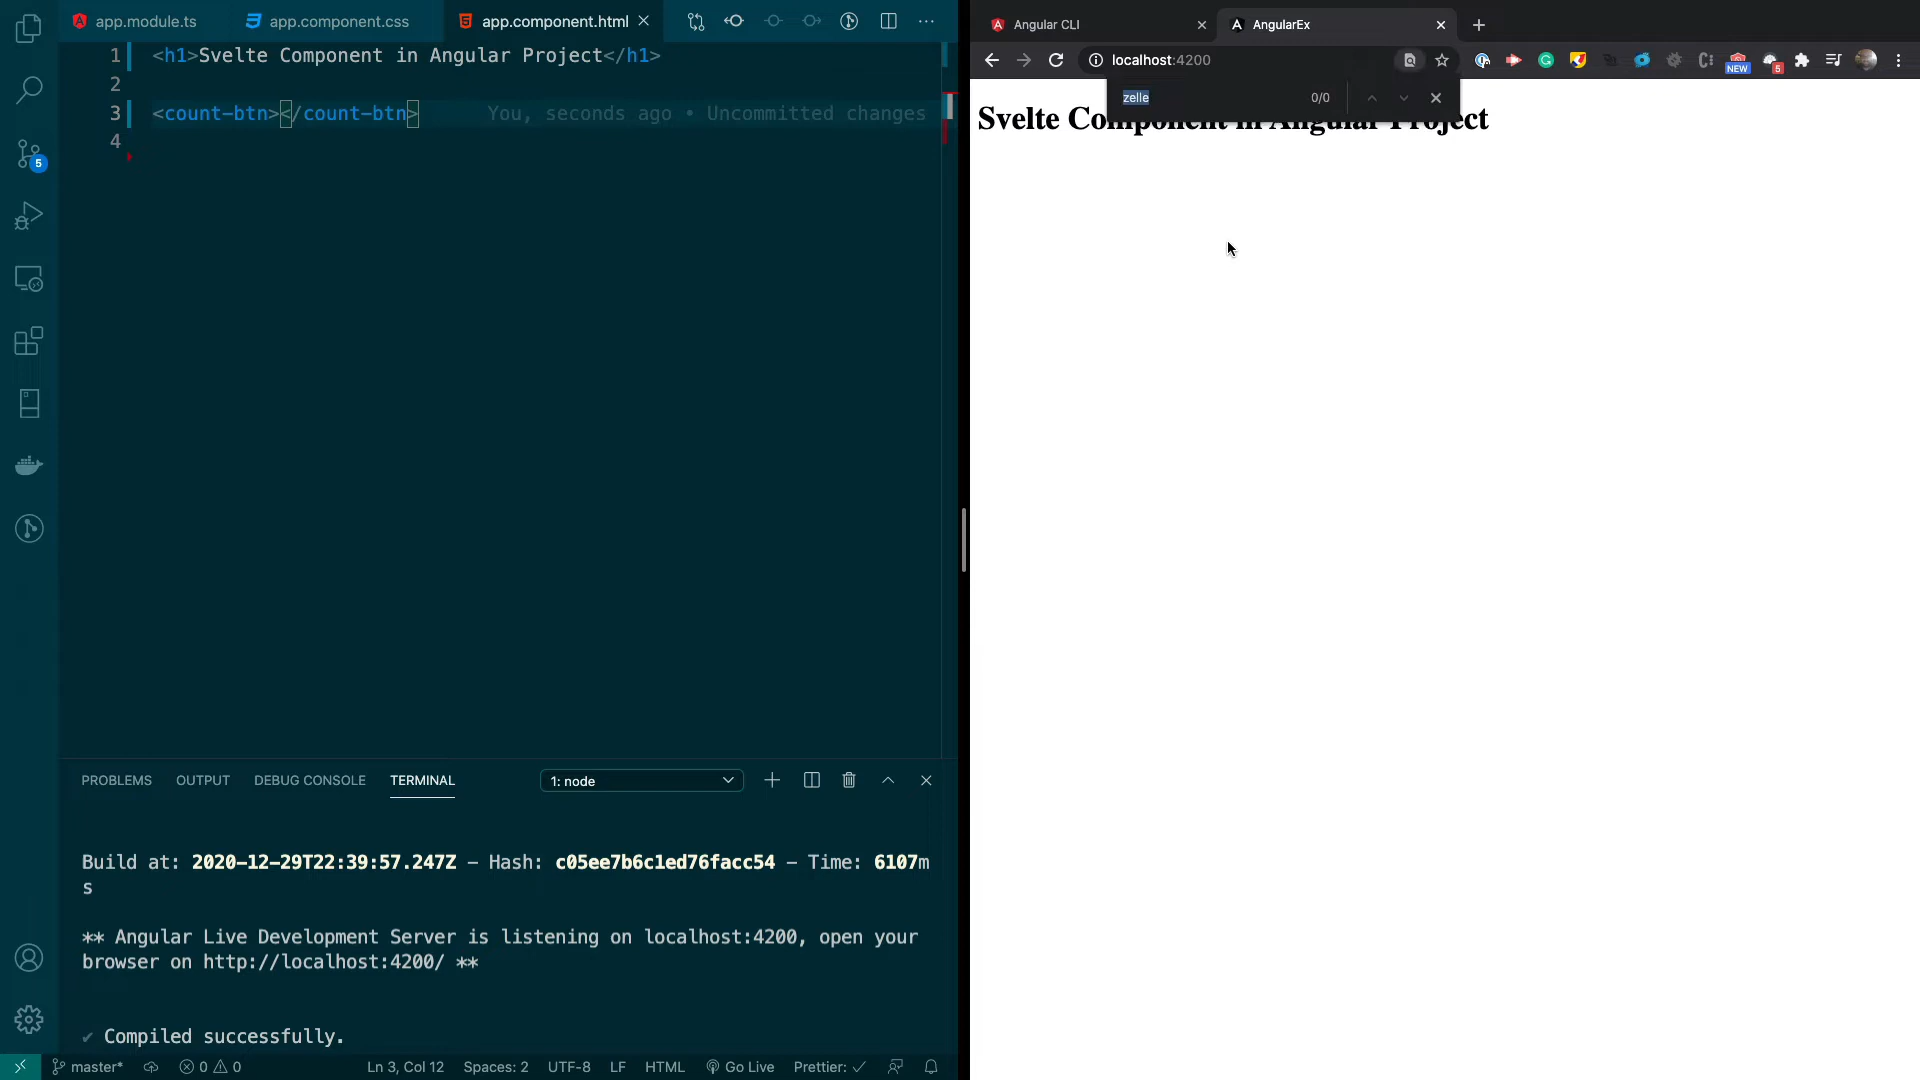 app.module.ts
app.component.css
app.component.html
1 <h1>Svelte Component in Angular Project</h1>
2
3 <count-btn></count-btn> You, seconds ago • Uncommitted changes
4
5
PROBLEMS
OUTPUT
DEBUG CONSOLE
TERMINAL
1: node
Build at: 2020-12-29T22:39:57.247Z - Hash: c05ee7b6c1ed76facc54 - Time: 6107m
s
** Angular Live Development Server is listening on localhost:4200, open your
browser on http://localhost:4200/ **
✔ Compiled successfully.
master*
0
0
Ln 3, Col 12
Spaces: 2
UTF-8
LF
HTML
Go Live
Prettier: ✓
Angular CLI
AngularEx
localhost:4200
NEW
5
zelle
0/0
Svelte Component in Angular Project